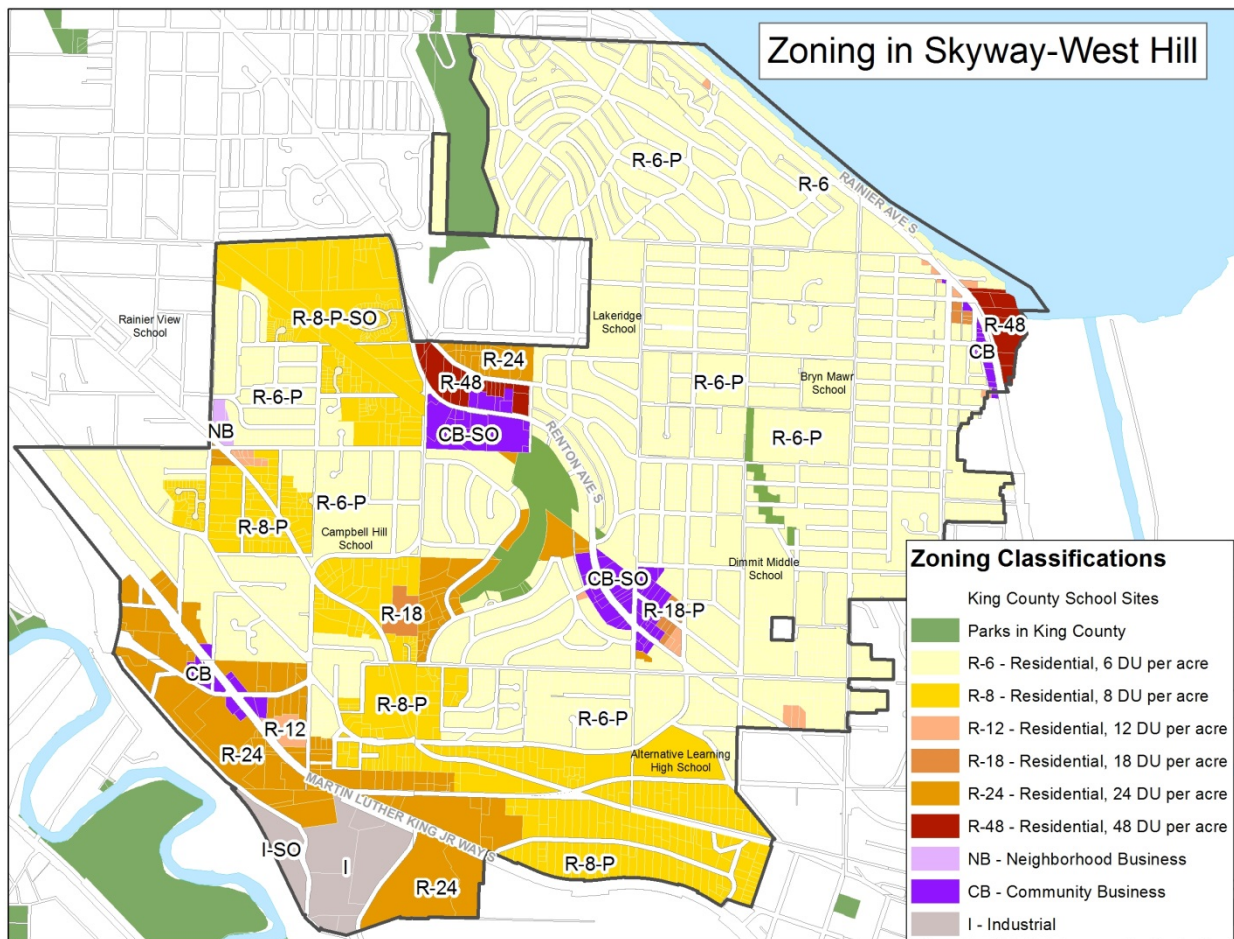 Zoning in Skyway-West Hill
R-6-P
R-6
RAINIER AVE S
R-8-P-SO
Rainier View
School
Lakeridge
School
R-24
R-48
R-48
CB
R-6-P
R-6-P
Bryn Mawr
School
NB
CB-SO
R-6-P
RENTON AVE S
R-6-P
R-8-P
Campbell Hill
School
Dimmit Middle
School
CB-SO
R-18
R-18-P
CB
R-8-P
R-6-P
R-12
R-24
Alternative Learning
High School
MARTIN LUTHER KING JR WAY S
I-SO
I
R-8-P
R-24
Zoning Classifications
King County School Sites
Parks in King County
R-6 - Residential, 6 DU per acre
R-8 - Residential, 8 DU per acre
R-12 - Residential, 12 DU per acre
R-18 - Residential, 18 DU per acre
R-24 - Residential, 24 DU per acre
R-48 - Residential, 48 DU per acre
NB - Neighborhood Business
CB - Community Business
I - Industrial